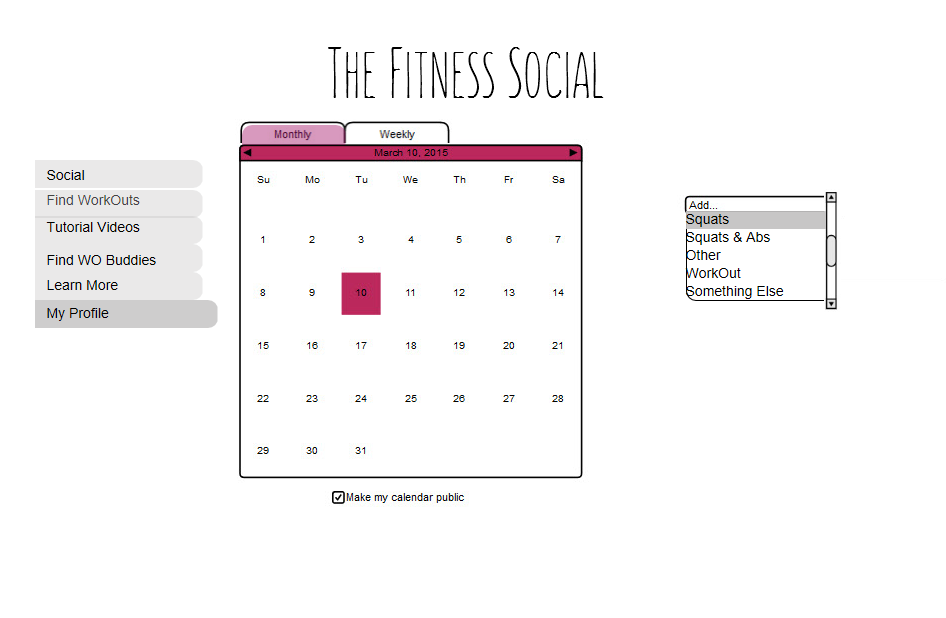 The Fitness Social
Monthly Weekly
March 10, 2015
Su Mo Tu We Th Fr Sa
1 2 3 4 5 6 7
8 9 10 11 12 13 14
15 16 17 18 19 20 21
22 23 24 25 26 27 28
29 30 31
Make my calendar public
Social
Find WorkOuts
Tutorial Videos
Find WO Buddies
Learn More
My Profile
Add...
Squats
Squats & Abs
Other
WorkOut
Something Else